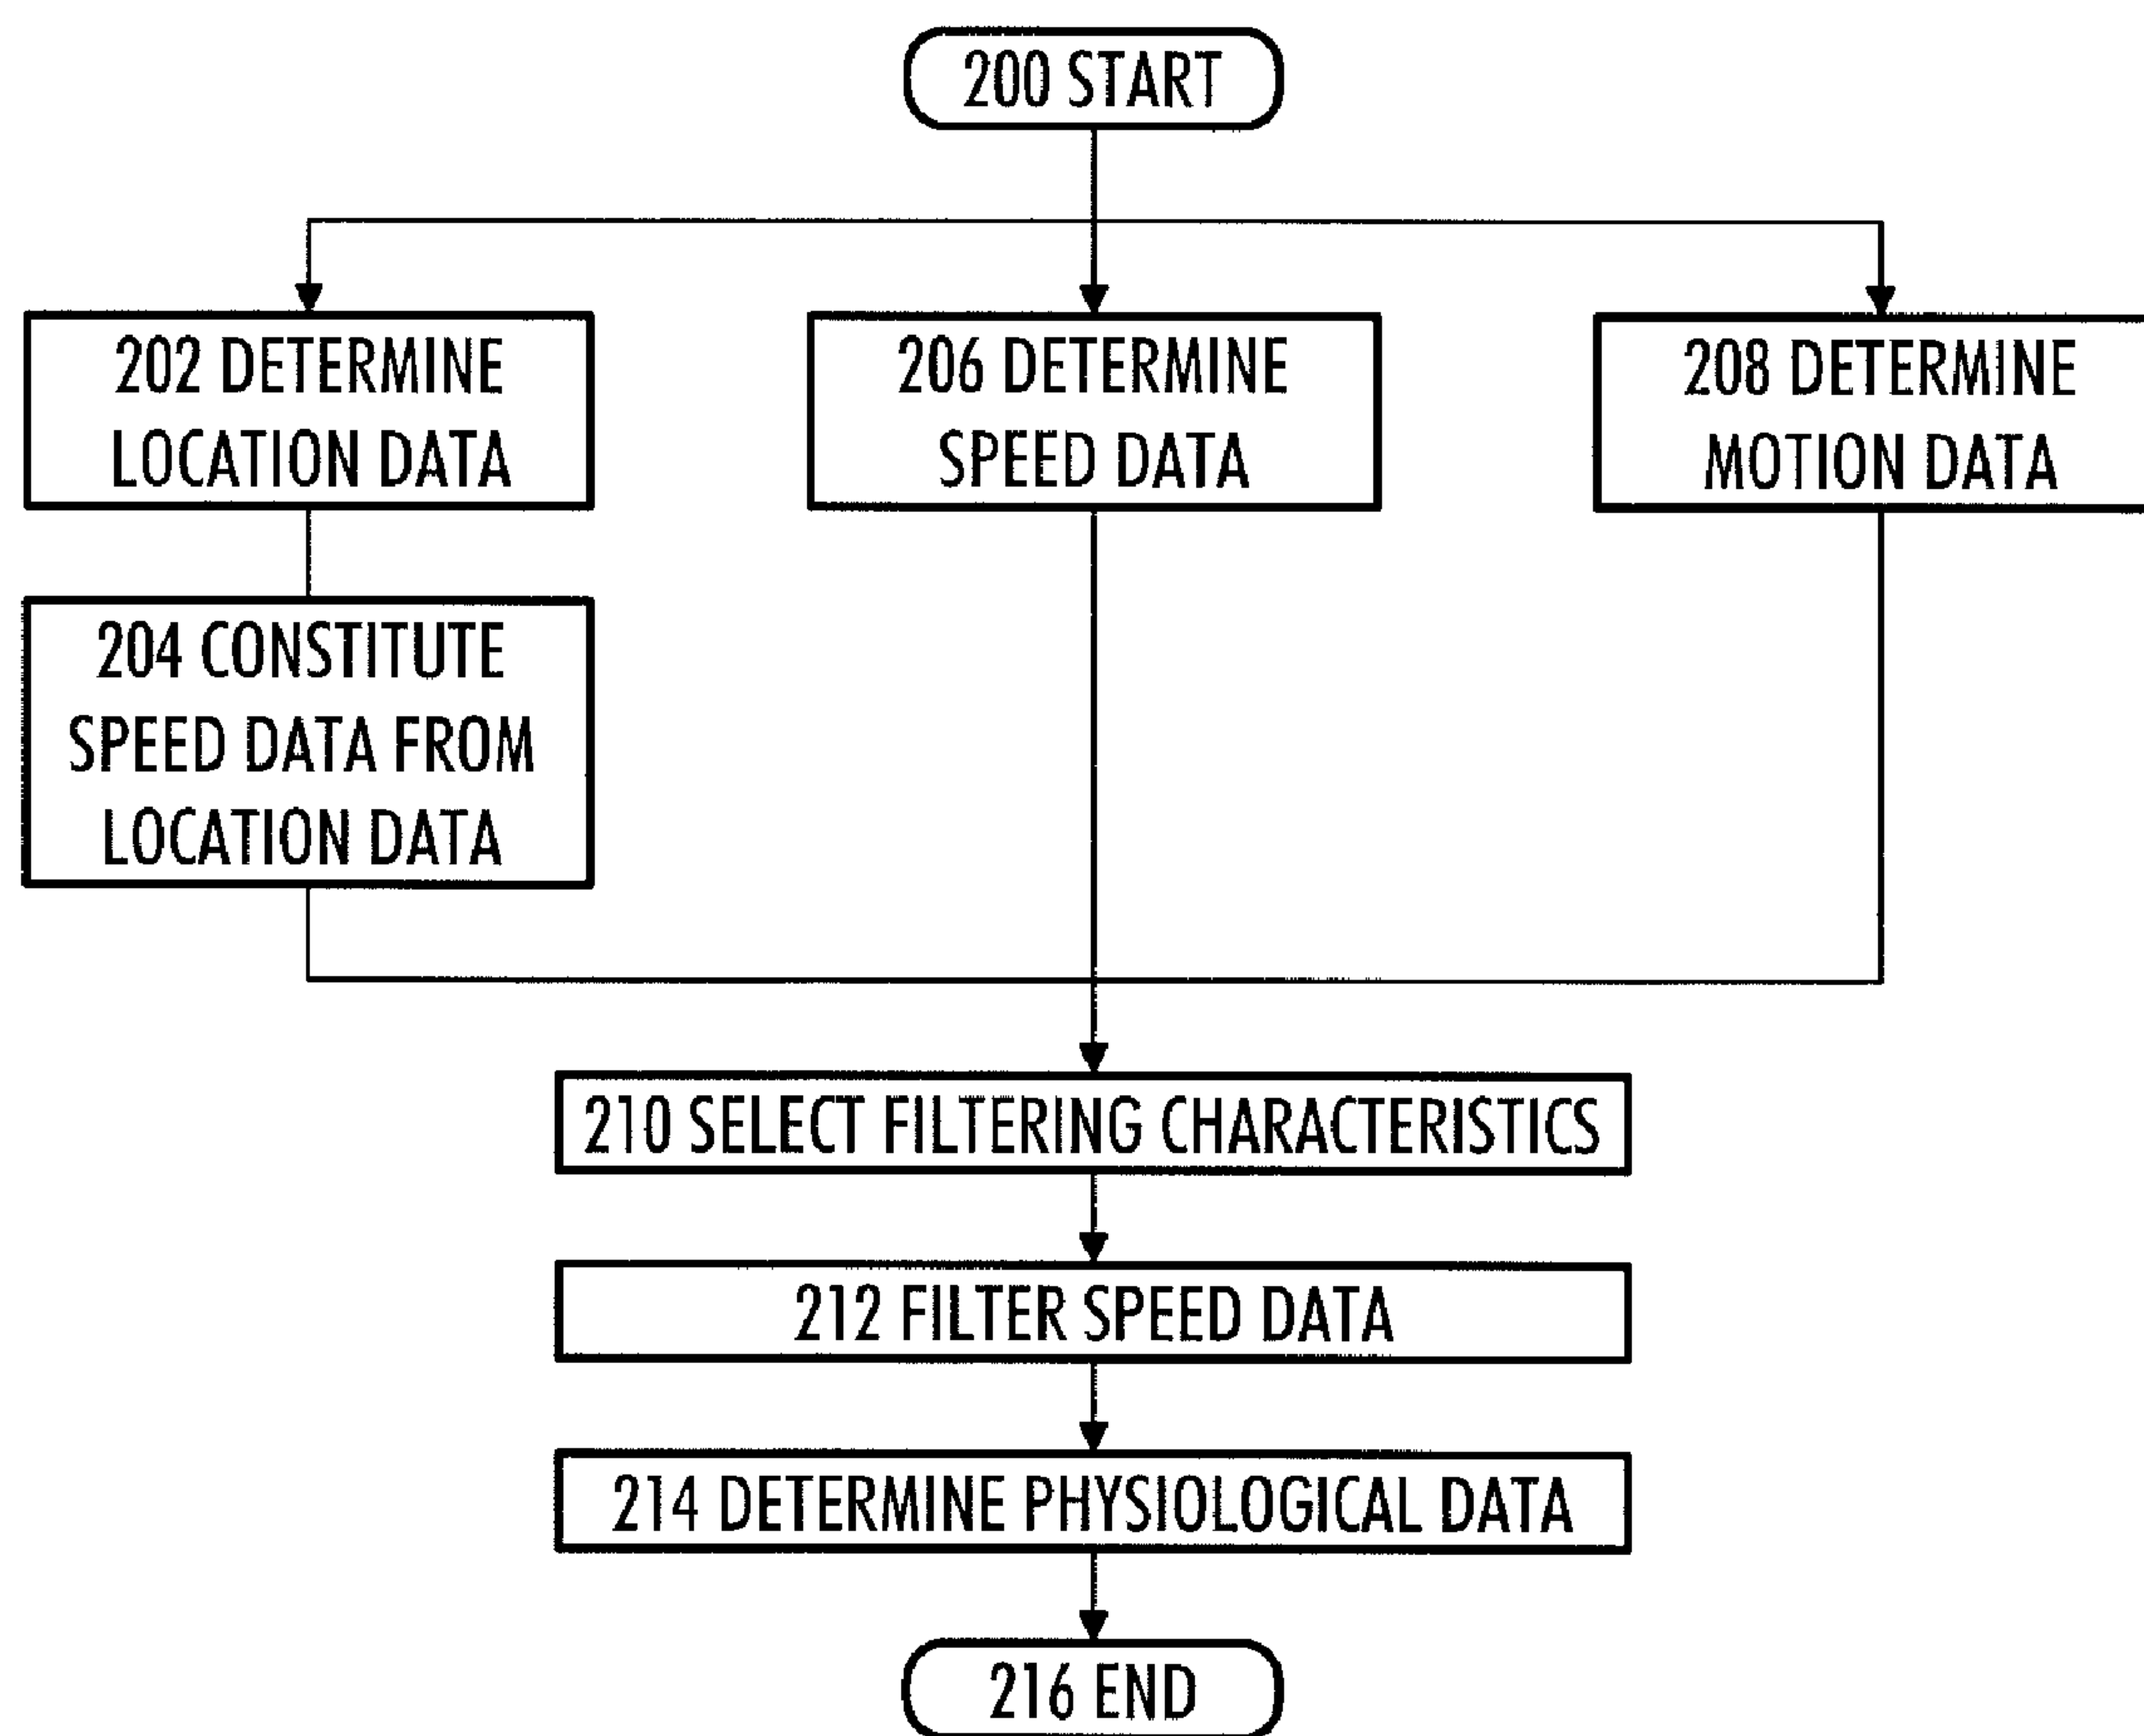 200 START
202 DETERMINE
LOCATION DATA
206 DETERMINE
SPEED DATA
208 DETERMINE
MOTION DATA
204 CONSTITUTE
SPEED DATA FROM
LOCATION DATA
210 SELECT FILTERING CHARACTERISTICS
212 FILTER SPEED DATA
214 DETERMINE PHYSIOLOGICAL DATA
216 END